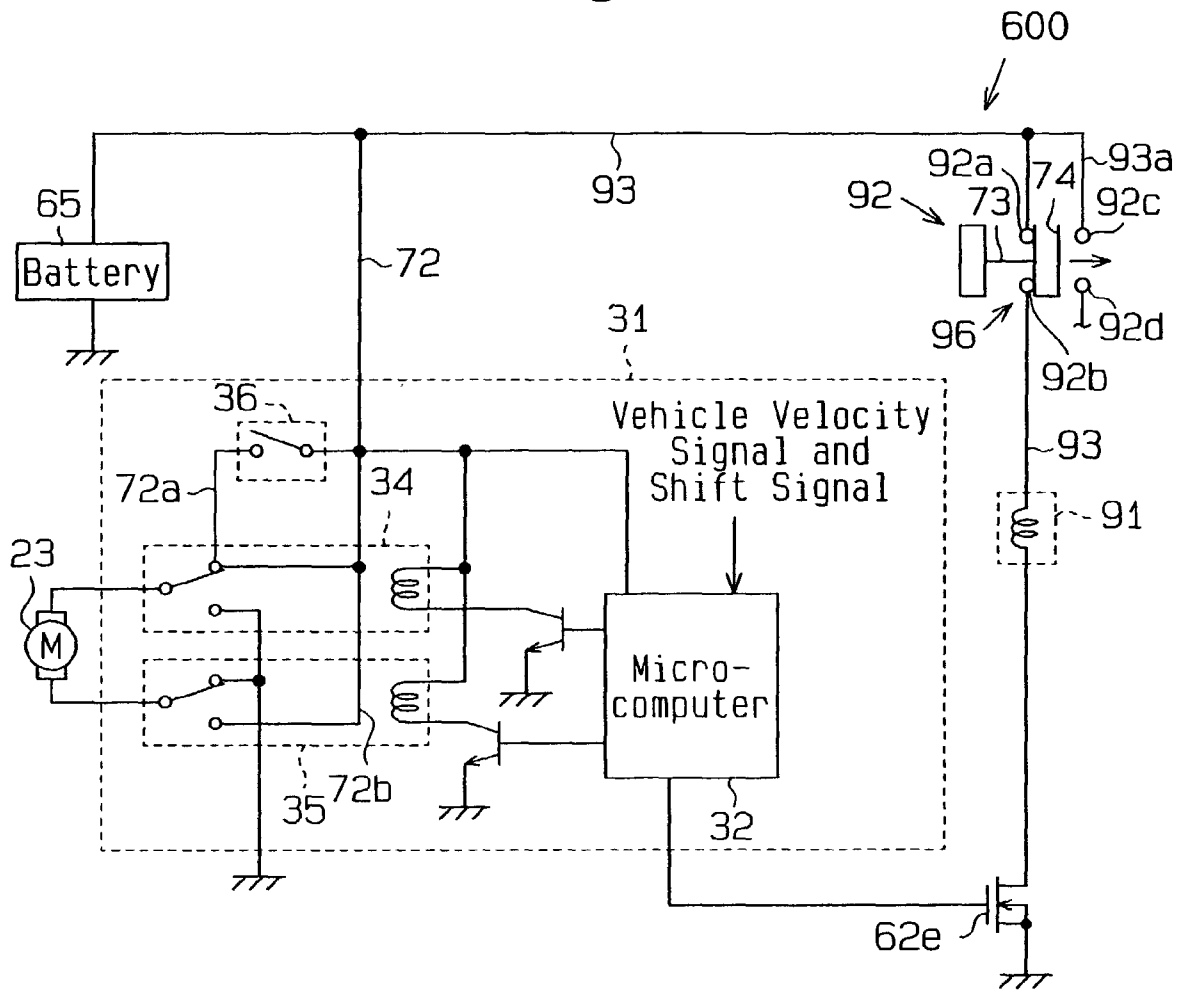 600
92a
74
93a
93
92
73
92c
65
Battery
72
96
92d
92b
31
36
Vehicle Velocity
Signal and
Shift Signal
93
72a
34
91
23
M
Micro-
computer
35
72b
32
62e